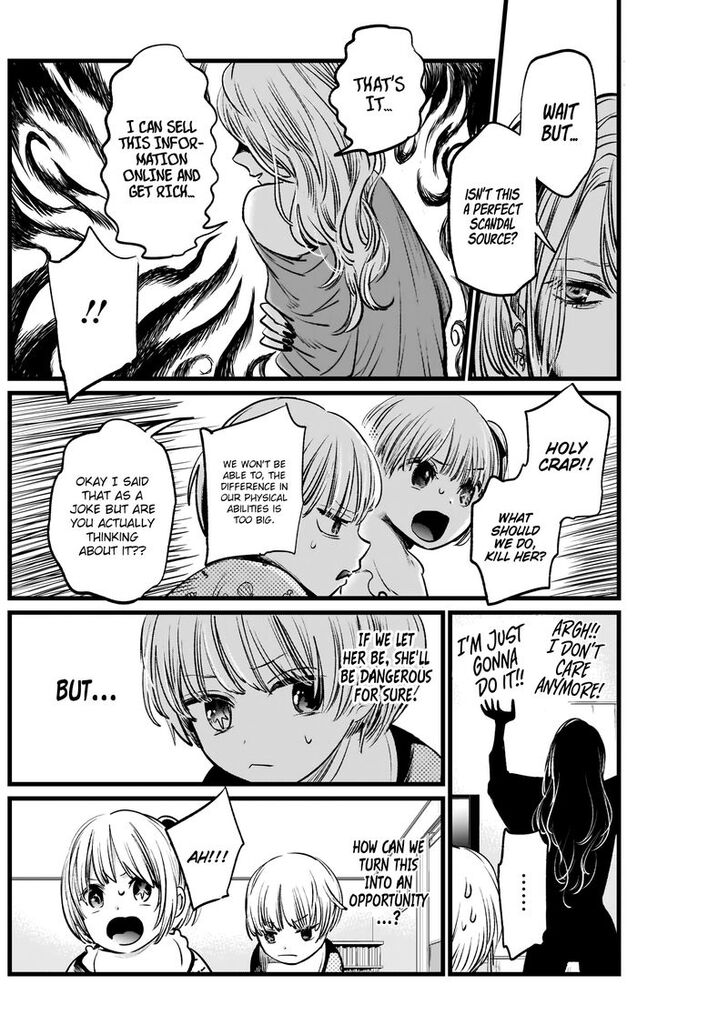 WAIT
BUT...
ISN'T THIS
A PERFECT
SCANDAL
SOURCE?
THAT'S
IT...
I CAN SELL
THIS INFOR-
MATION
ONLINE AND
GET RICH...
!!
HOLY
CRAP!!
WHAT
SHOULD
WE DO,
KILL HER?
WE WON'T BE
ABLE TO, THE
DIFFERENCE IN
OUR PHYSICAL
ABILITIES IS
TOO BIG.
OKAY I SAID
THAT AS A
JOKE BUT ARE
YOU ACTUALLY
THINKING
ABOUT IT??
ARGH!!
I DON'T
CARE
ANYMORE!
I'M JUST
GONNA
DO IT!!
......
IF WE LET
HER BE, SHE'LL
BE DANGEROUS
FOR SURE!
BUT...
HOW CAN WE
TURN THIS
INTO AN
OPPORTUNITY
...?
AH!!!